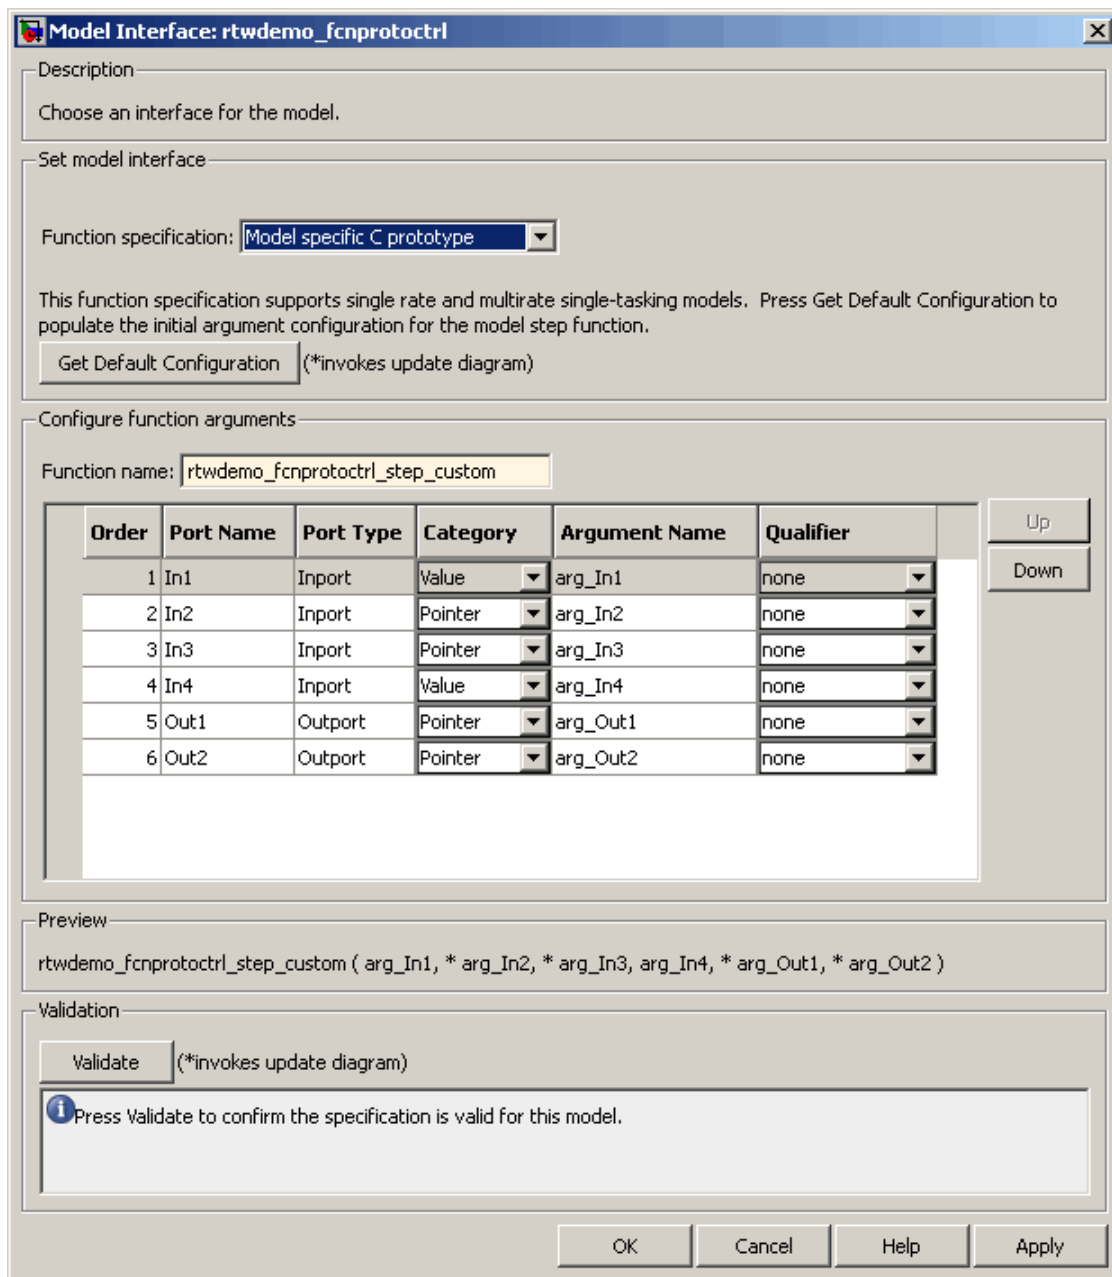 Model Interface: rtwdemo_fcnprotoctrl
Description
Choose an interface for the model.
Set model interface
Function specification: Model specific C prototype
This function specification supports single rate and multirate single-tasking models. Press Get Default Configuration to
populate the initial argument configuration for the model step function.
Get Default Configuration (*invokes update diagram)
Configure function arguments
Function name: rtwdemo_fcnprotoctrl_step_custom
Order Port Name Port Type Category Argument Name Qualifier
1 In1 Inport Value arg_In1 none
2 In2 Inport Pointer arg_In2 none
3 In3 Inport Pointer arg_In3 none
4 In4 Inport Value arg_In4 none
5 Out1 Outport Pointer arg_Out1 none
6 Out2 Outport Pointer arg_Out2 none
Up
Down
Preview
rtwdemo_fcnprotoctrl_step_custom ( arg_In1, * arg_In2, * arg_In3, arg_In4, * arg_Out1, * arg_Out2 )
Validation
Validate (*invokes update diagram)
Press Validate to confirm the specification is valid for this model.
OK Cancel Help Apply